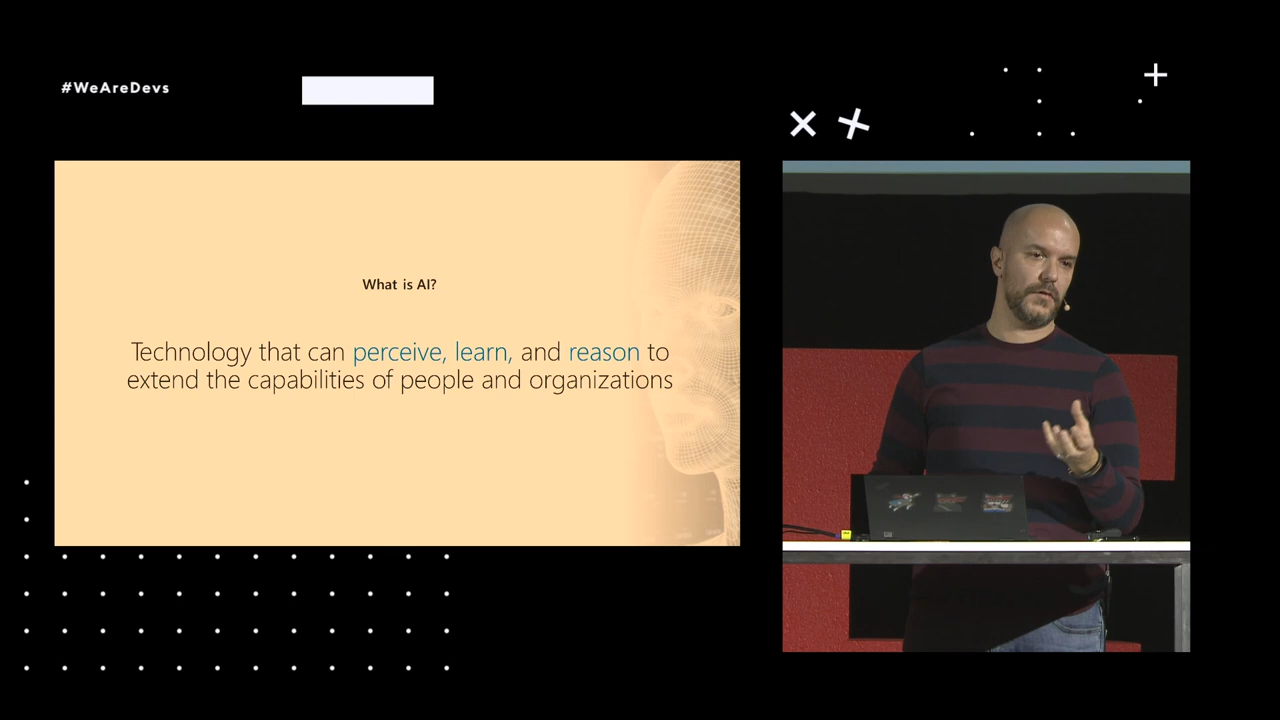 #WeAreDevs
What is AI?
Technology that can perceive, learn, and reason to
extend the capabilities of people and organizations